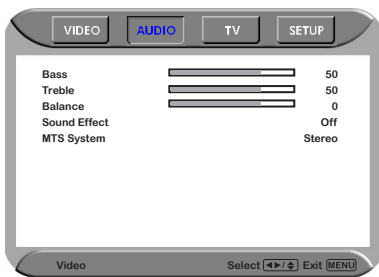 VIDEO AUDIO TV SETUP
Bass 50
Treble 50
Balance 0
Sound Effect Off
MTS System Stereo
Video Select ◄►/▲▼ Exit MENU